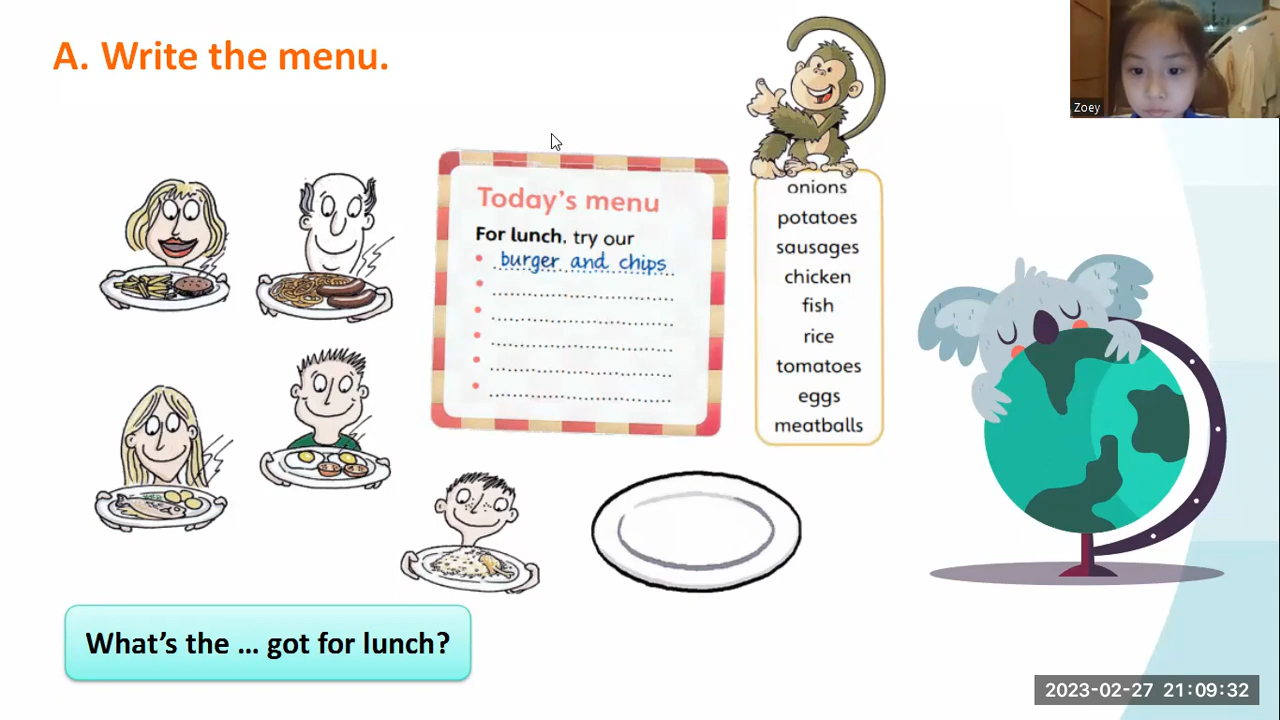 A. Write the menu.
Zoey
Today's menu
For lunch, try our
burger and chips
onions
potatoes
sausages
chicken
fish
rice
tomatoes
eggs
meatballs
What's the ... got for lunch?
2023-02-27 21:09:32